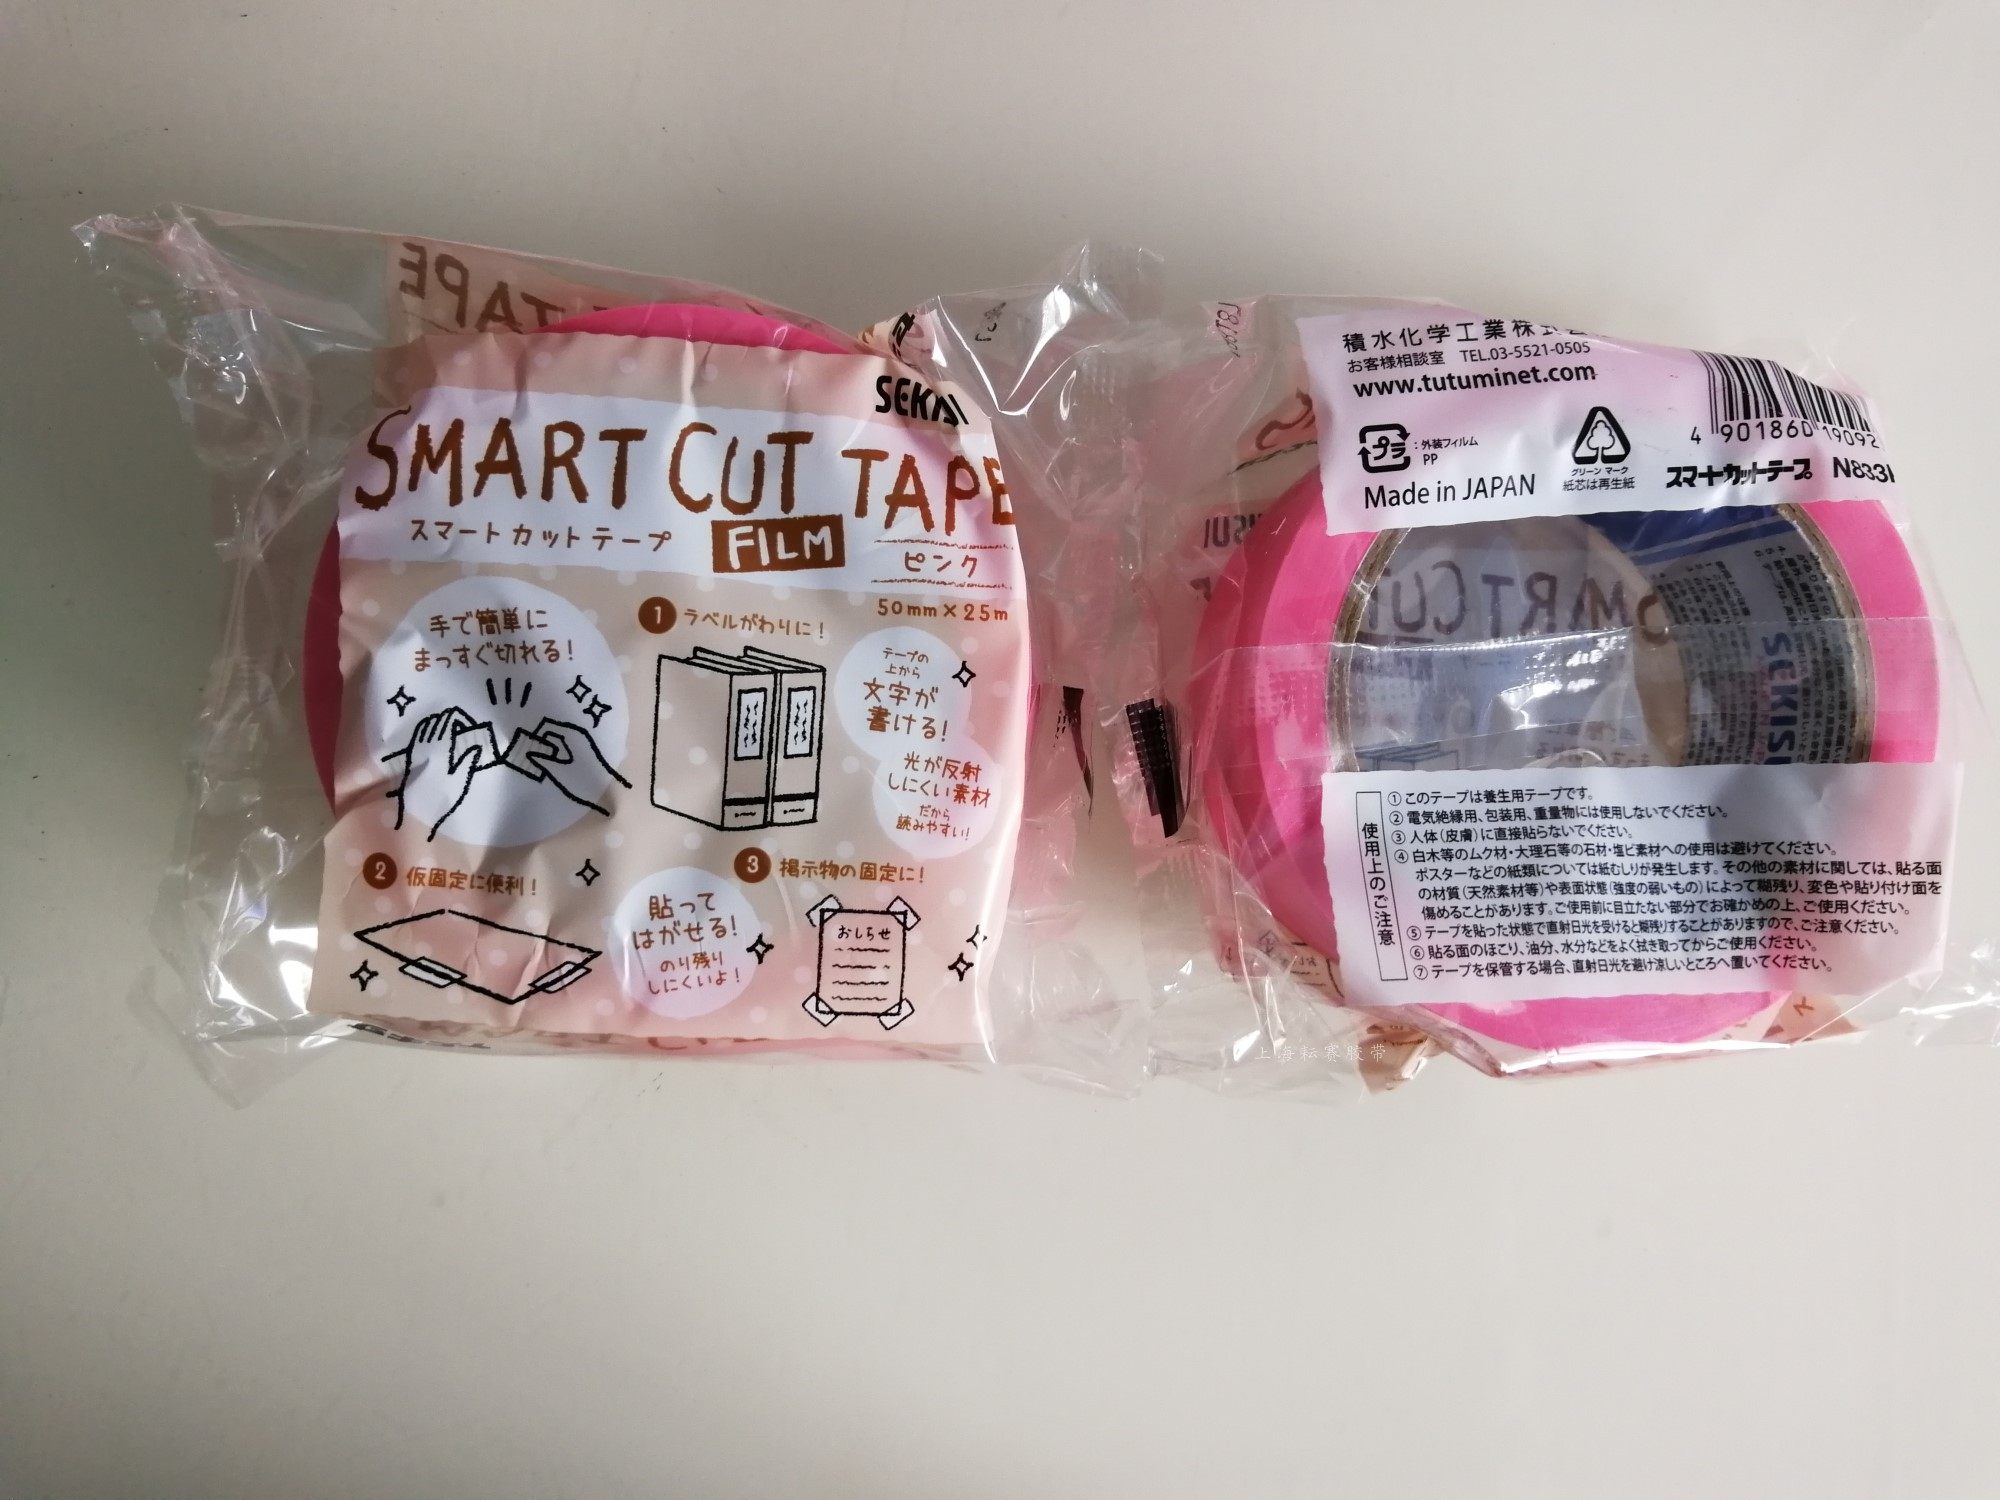 SMART CUT TAPE
スマートカットテープ
FILM
ピンク
50mm×25m
手で簡単に
まっすぐ切れる!
1 ラベルがわりに!
テープの
上から
文字が
書ける!
光が反射
しにくい素材
だから
読みやすい!
2 仮固定に便利!
貼って
はがせる!
のり残り
しにくいよ!
3 掲示物の固定に!
おしらせ
積水化学工業株式
お客様相談室 TEL.03-5521-0505
www.tutuminet.com
プラ
:外装フィルム
PP
グリーン マーク
紙芯は再生紙
Made in JAPAN
4 901860 19092
スマートカットテープ N833
使用上のご注意
①このテープは養生用テープです。
②電気絶縁用、包装用、重量物には使用しないでください。
③人体(皮膚)に直接貼らないでください。
④白木等のムク材・大理石等の石材・塩ビ素材への使用は避けてください。
ポスターなどの紙類については紙むしりが発生します。その他の素材に関しては、貼る面
の材質(天然素材等)や表面状態(強度の弱いもの)によって糊残り、変色や貼り付け面を
傷めることがあります。ご使用前に目立たない部分でお確かめの上、ご使用ください。
⑤テープを貼った状態で直射日光を受けると糊残りすることがありますので、ご注意ください。
⑥貼る面のほこり、油分、水分などをよく拭き取ってからご使用ください。
⑦テープを保管する場合、直射日光を避け涼しいところへ置いてください。
上海耘赛胶带